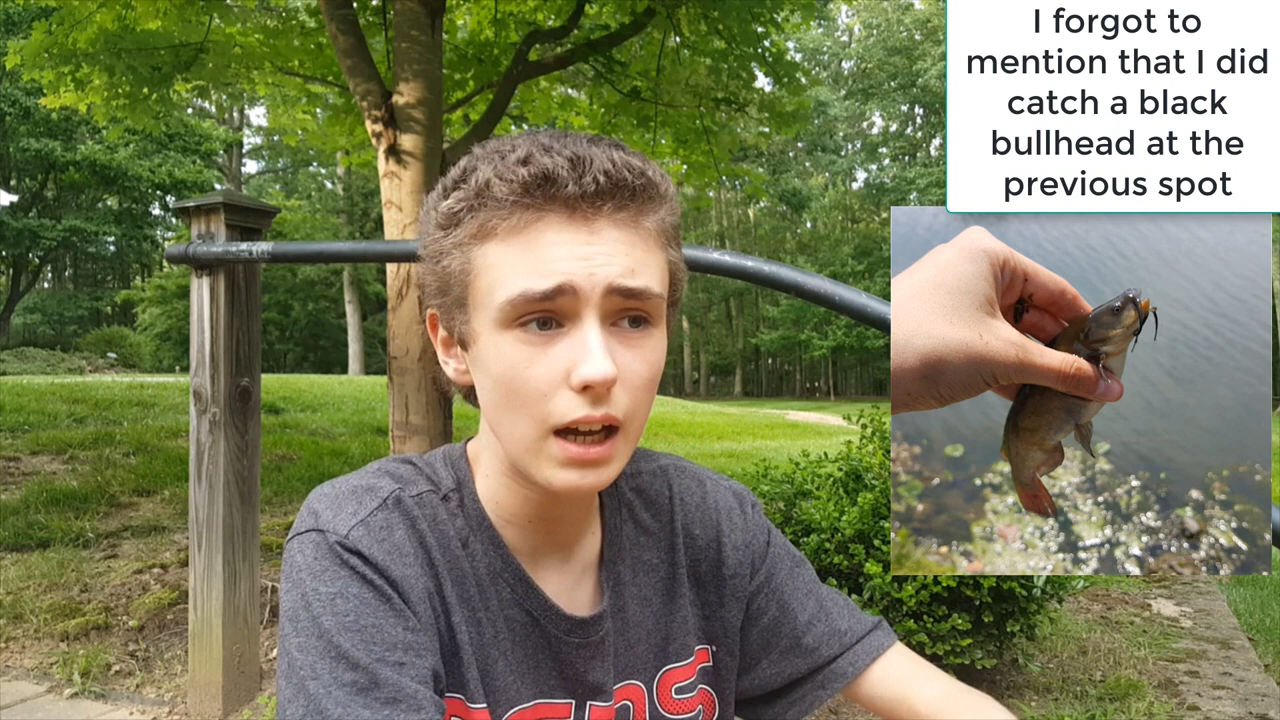 I forgot to
mention that I did
catch a black
bullhead at the
previous spot